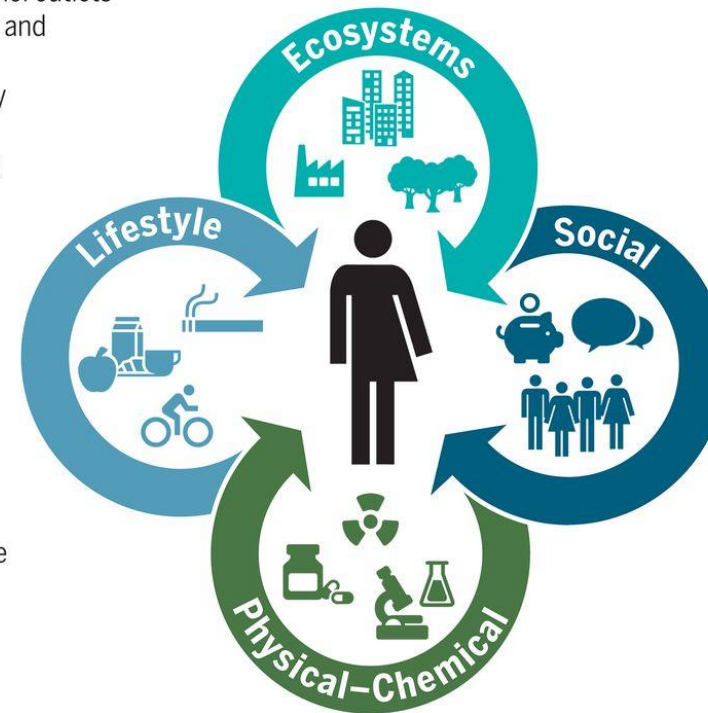 and
Ecosystems
Lifestyle
Social
Physical–Chemical